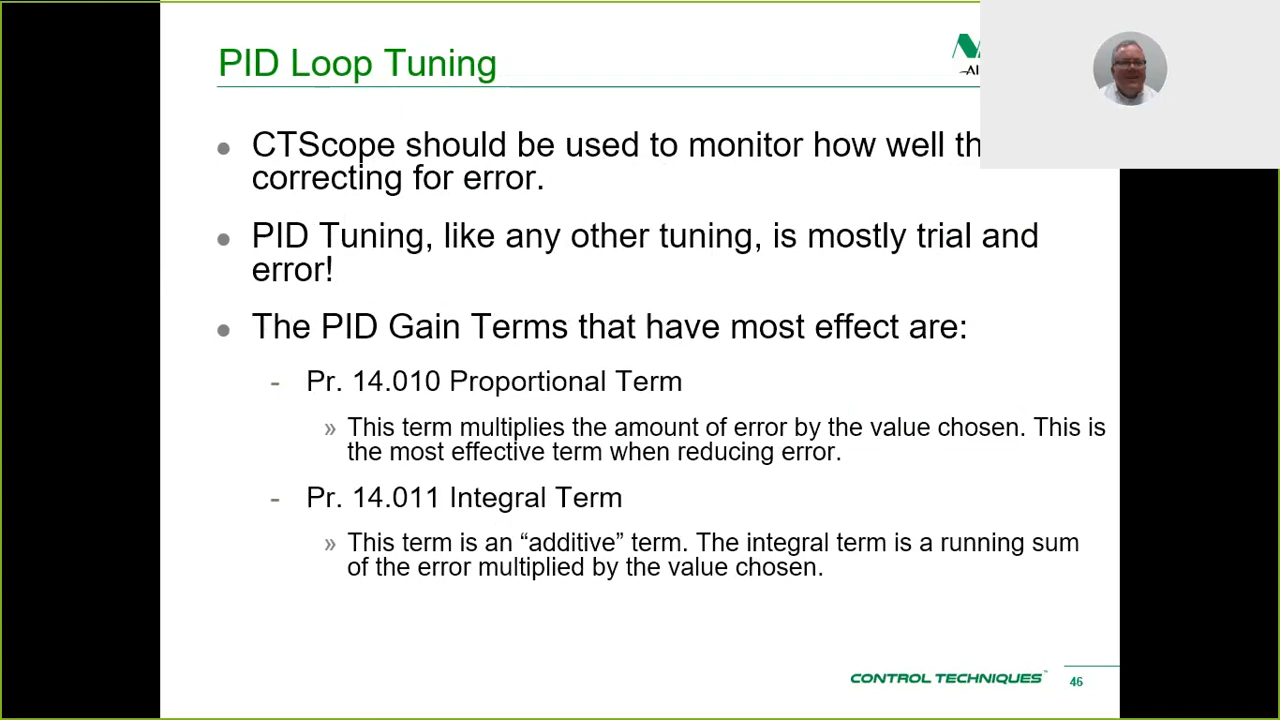 PID Loop Tuning
CTScope should be used to monitor how well th
correcting for error.
PID Tuning, like any other tuning, is mostly trial and
error!
The PID Gain Terms that have most effect are:
- Pr. 14.010 Proportional Term
» This term multiplies the amount of error by the value chosen. This is
the most effective term when reducing error.
- Pr. 14.011 Integral Term
» This term is an “additive” term. The integral term is a running sum
of the error multiplied by the value chosen.
CONTROL TECHNIQUES™
46